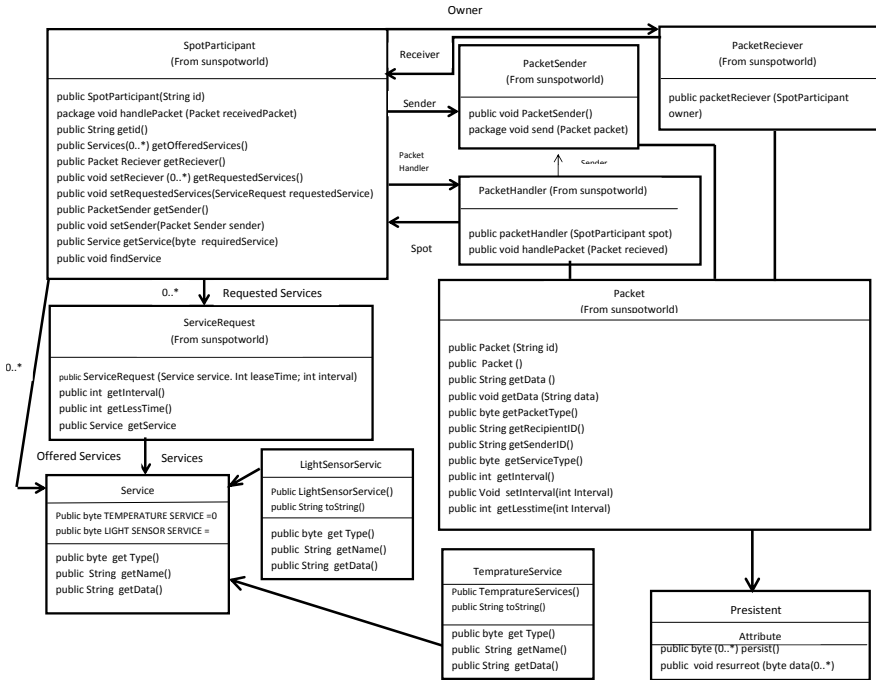 Owner
SpotParticipant
(From sunspotworld)
public SpotParticipant(String id)
package void handlePacket (Packet receivedPacket)
public String getid()
public Services(0..*) getOfferedServices()
public Packet Reciever getReciever()
public void setReciever (0..*) getRequestedServices()
public void setRequestedServices(ServiceRequest requestedService)
public PacketSender getSender()
public void setSender(Packet Sender sender)
public Service getService(byte requiredService)
public void findService
Receiver
Sender
Packet
Handler
Spot
PacketSender
(From sunspotworld)
public void PacketSender()
package void send (Packet packet)
PacketReciever
(From sunspotworld)
public packetReciever (SpotParticipant
owner)
Sender
PacketHandler (From sunspotworld)
public packetHandler (SpotParticipant spot)
public void handlePacket (Packet recieved)
0..*
Requested Services
ServiceRequest
(From sunspotworld)
public ServiceRequest (Service service. Int leaseTime; int interval)
public int getInterval()
public int getLessTime()
public Service getService
0..*
Offered Services
Services
Packet
(From sunspotworld)
public Packet (String id)
public Packet ()
public String getData ()
public void getData (String data)
public byte getPacketType()
public String getRecipientID()
public String getSenderID()
public byte getServiceType()
public int getInterval()
public Void setInterval(int Interval)
public int getLesstime(int Interval)
Service
Public byte TEMPERATURE SERVICE =0
public byte LIGHT SENSOR SERVICE =
public byte get Type()
public String getName()
public String getData()
LightSensorServic
Public LightSensorService()
public String toString()
public byte get Type()
public String getName()
public String getData()
TempratureService
Public TempratureServices()
public String toString()
public byte get Type()
public String getName()
public String getData()
Presistent
Attribute
public byte (0..*) persist()
public void resurreot (byte data(0..*)